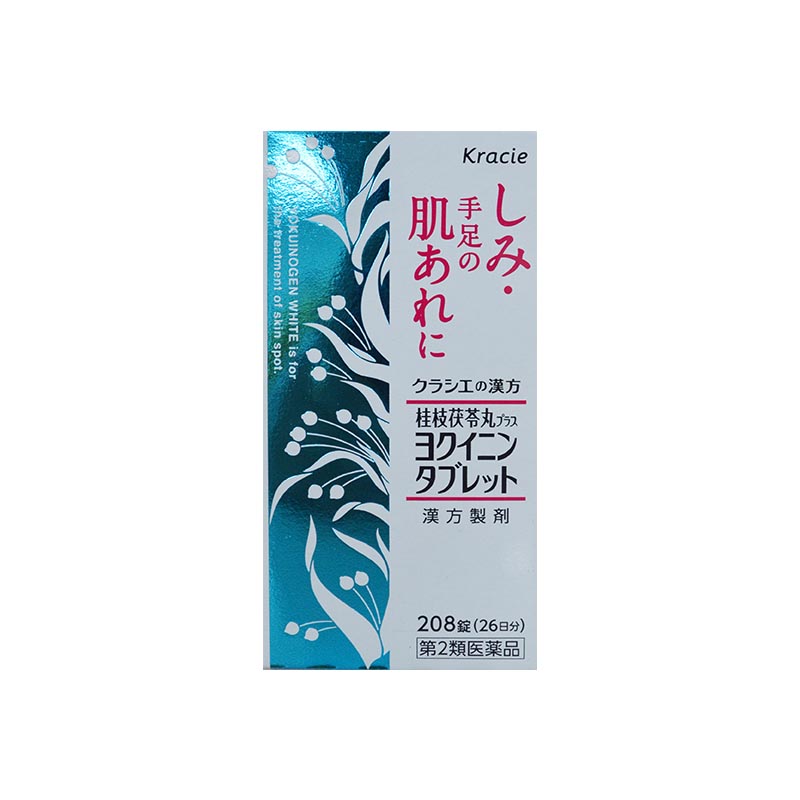 Kracie
しみ・
手足の
肌あれに
クラシエの漢方
桂枝茯苓丸プラス
ヨクイニン
タブレット
漢方製剤
208錠(26日分)
第2類医薬品
YOKUINOGEN WHITE is for
the treatment of skin spot.